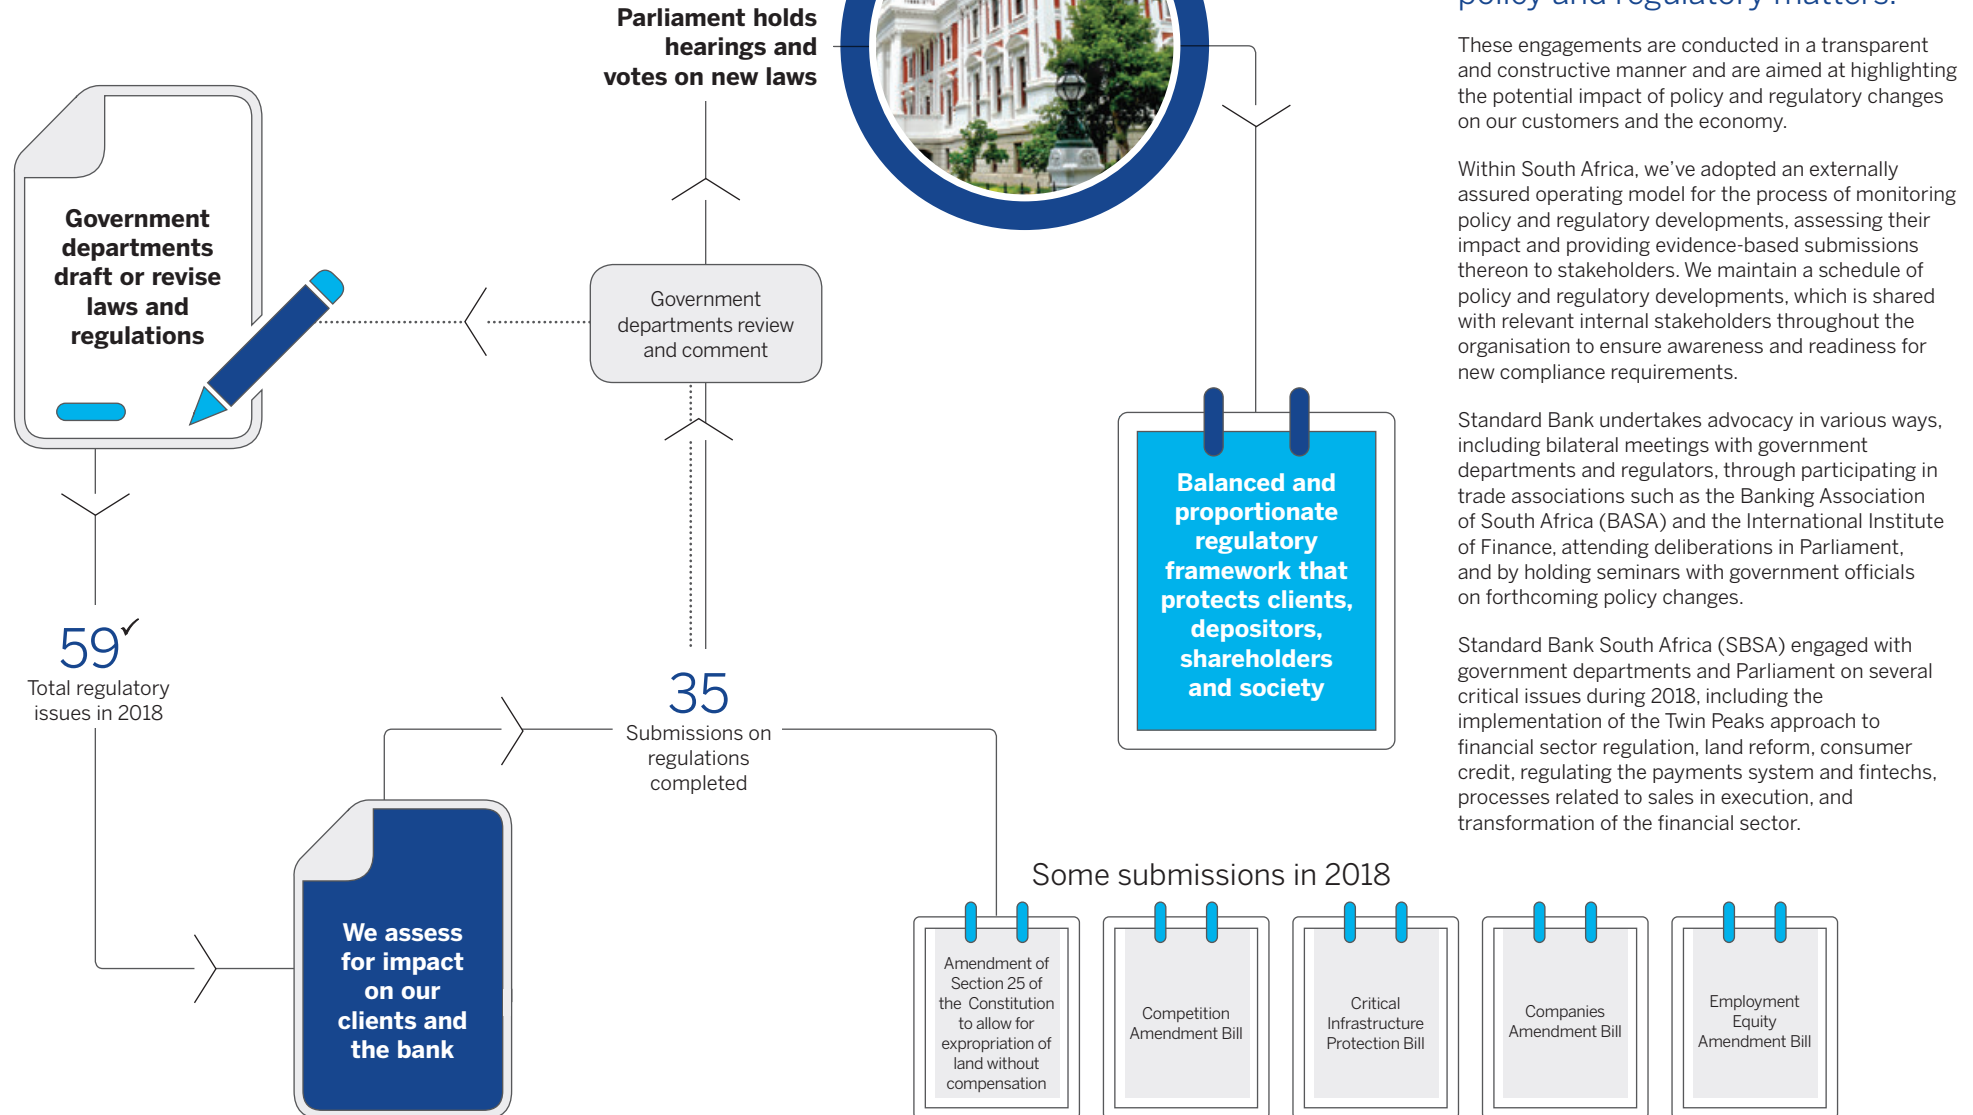 Parliament holds
hearings and
votes on new laws
Government
departments
draft or revise
laws and
regulations
Government
departments review
and comment
59✓
Total regulatory
issues in 2018
35
Submissions on
regulations
completed
We assess
for impact
on our
clients and
the bank
Balanced and
proportionate
regulatory
framework that
protects clients,
depositors,
shareholders
and society
policy and regulatory matters.
These engagements are conducted in a transparent
and constructive manner and are aimed at highlighting
the potential impact of policy and regulatory changes
on our customers and the economy.
Within South Africa, we’ve adopted an externally
assured operating model for the process of monitoring
policy and regulatory developments, assessing their
impact and providing evidence-based submissions
thereon to stakeholders. We maintain a schedule of
policy and regulatory developments, which is shared
with relevant internal stakeholders throughout the
organisation to ensure awareness and readiness for
new compliance requirements.
Standard Bank undertakes advocacy in various ways,
including bilateral meetings with government
departments and regulators, through participating in
trade associations such as the Banking Association
of South Africa (BASA) and the International Institute
of Finance, attending deliberations in Parliament,
and by holding seminars with government officials
on forthcoming policy changes.
Standard Bank South Africa (SBSA) engaged with
government departments and Parliament on several
critical issues during 2018, including the
implementation of the Twin Peaks approach to
financial sector regulation, land reform, consumer
credit, regulating the payments system and fintechs,
processes related to sales in execution, and
transformation of the financial sector.
Some submissions in 2018
Amendment of
Section 25 of
the Constitution
to allow for
expropriation of
land without
compensation
Competition
Amendment Bill
Critical
Infrastructure
Protection Bill
Companies
Amendment Bill
Employment
Equity
Amendment Bill